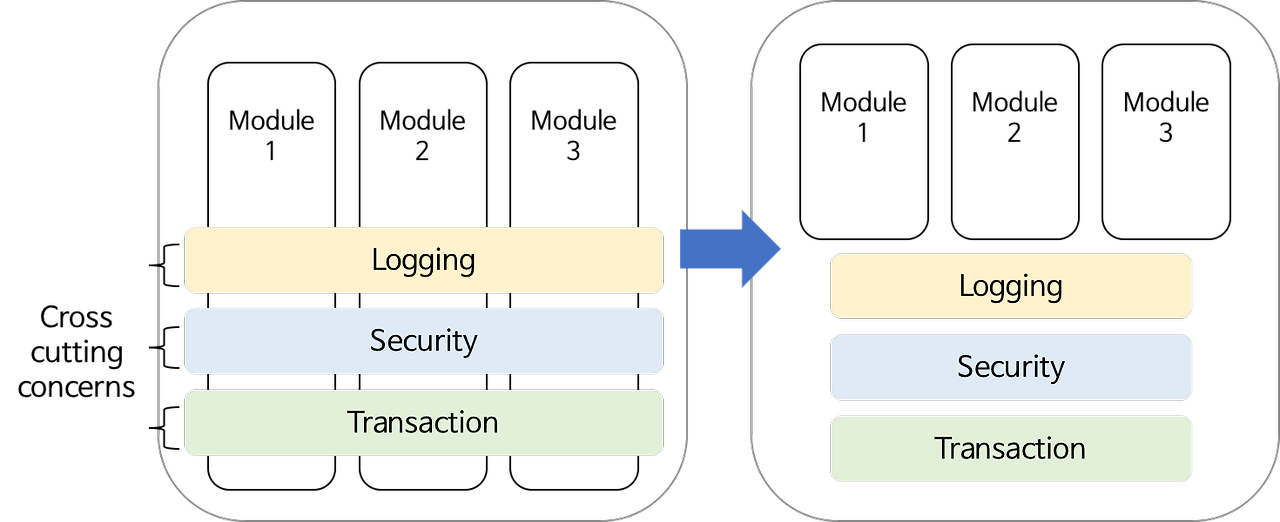 Module
1
Module
2
Module
3
Logging
Security
Transaction
Cross
cutting
concerns
Module
1
Module
2
Module
3
Logging
Security
Transaction